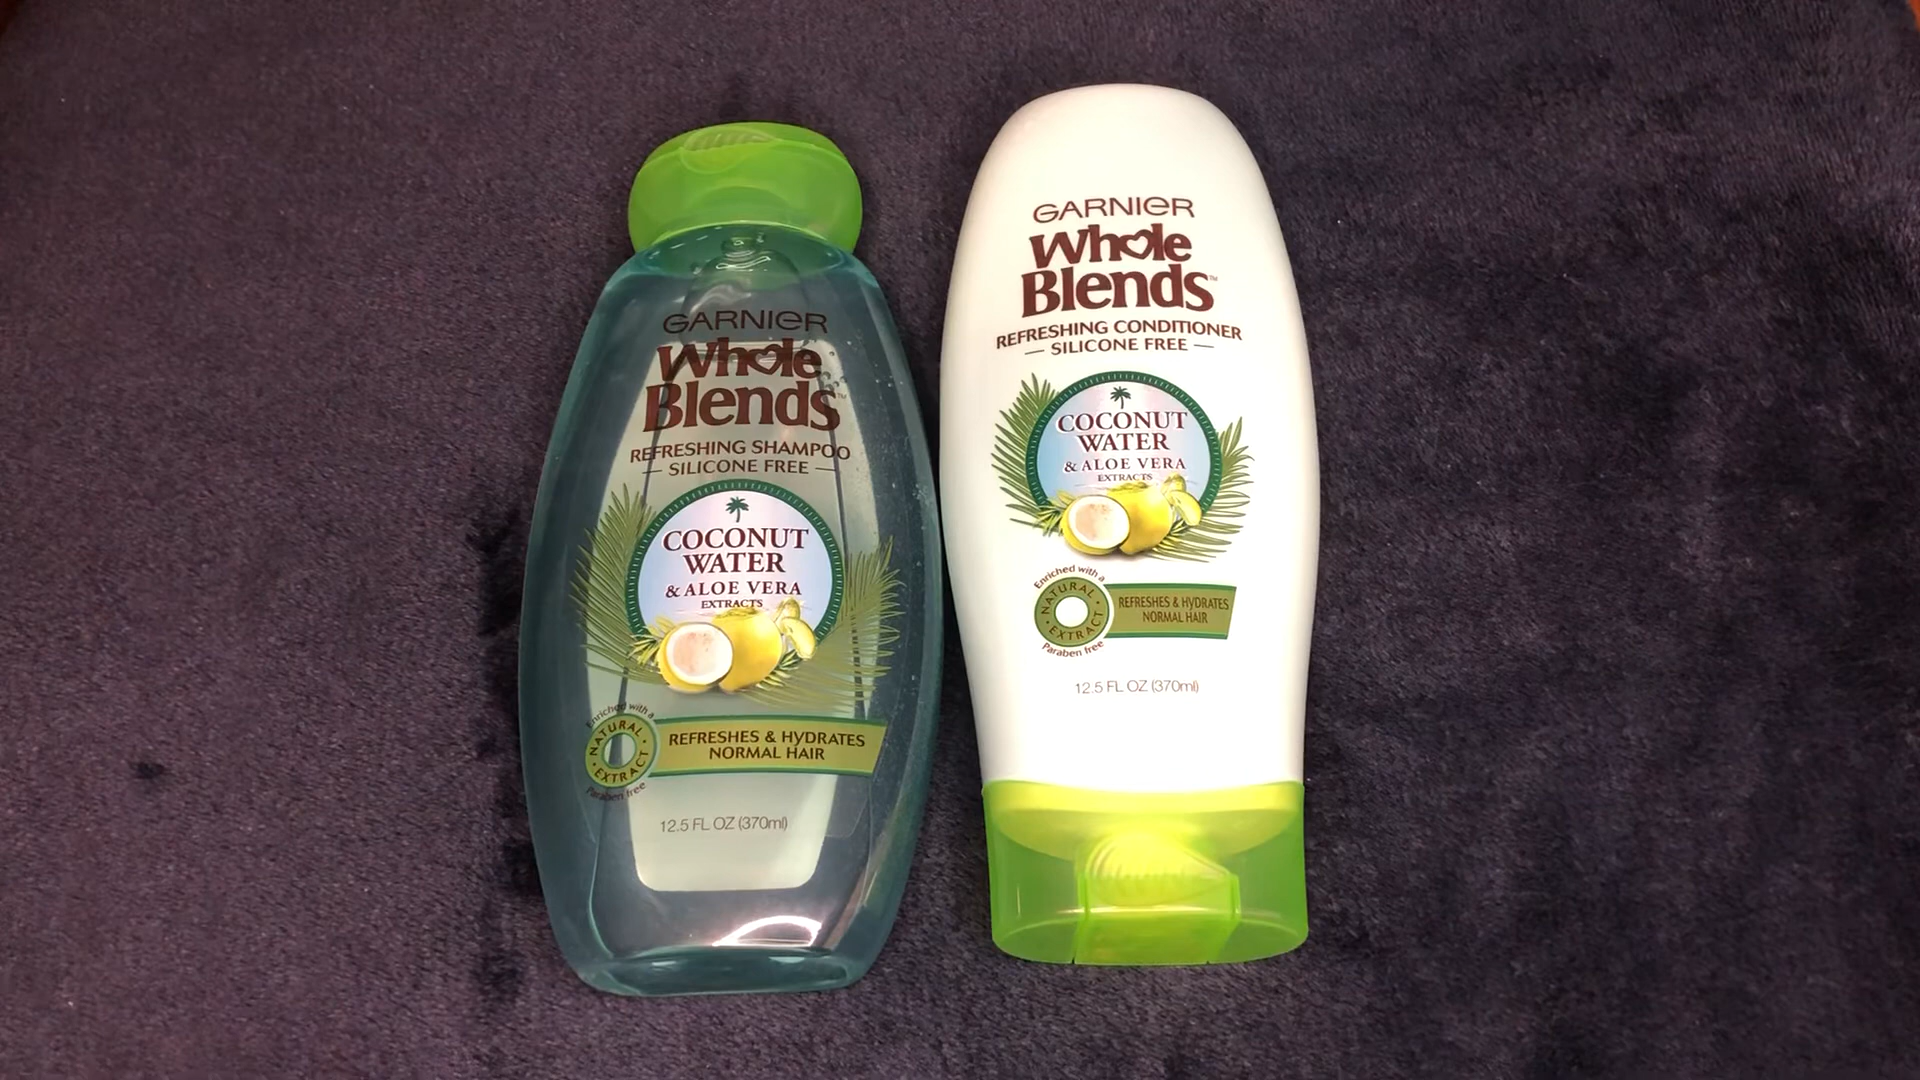 GARNIER
Whole
Blends™
REFRESHING SHAMPOO
SILICONE FREE
COCONUT
WATER
& ALOE VERA
EXTRACTS
Enriched with a
NATURAL
EXTRACT
Paraben free
REFRESHES & HYDRATES
NORMAL HAIR
12.5 FL OZ (370ml)
GARNIER
Whole
Blends™
REFRESHING CONDITIONER
SILICONE FREE
COCONUT
WATER
& ALOE VERA
EXTRACTS
Enriched with a
NATURAL
EXTRACT
Paraben free
REFRESHES & HYDRATES
NORMAL HAIR
12.5 FL OZ (370ml)